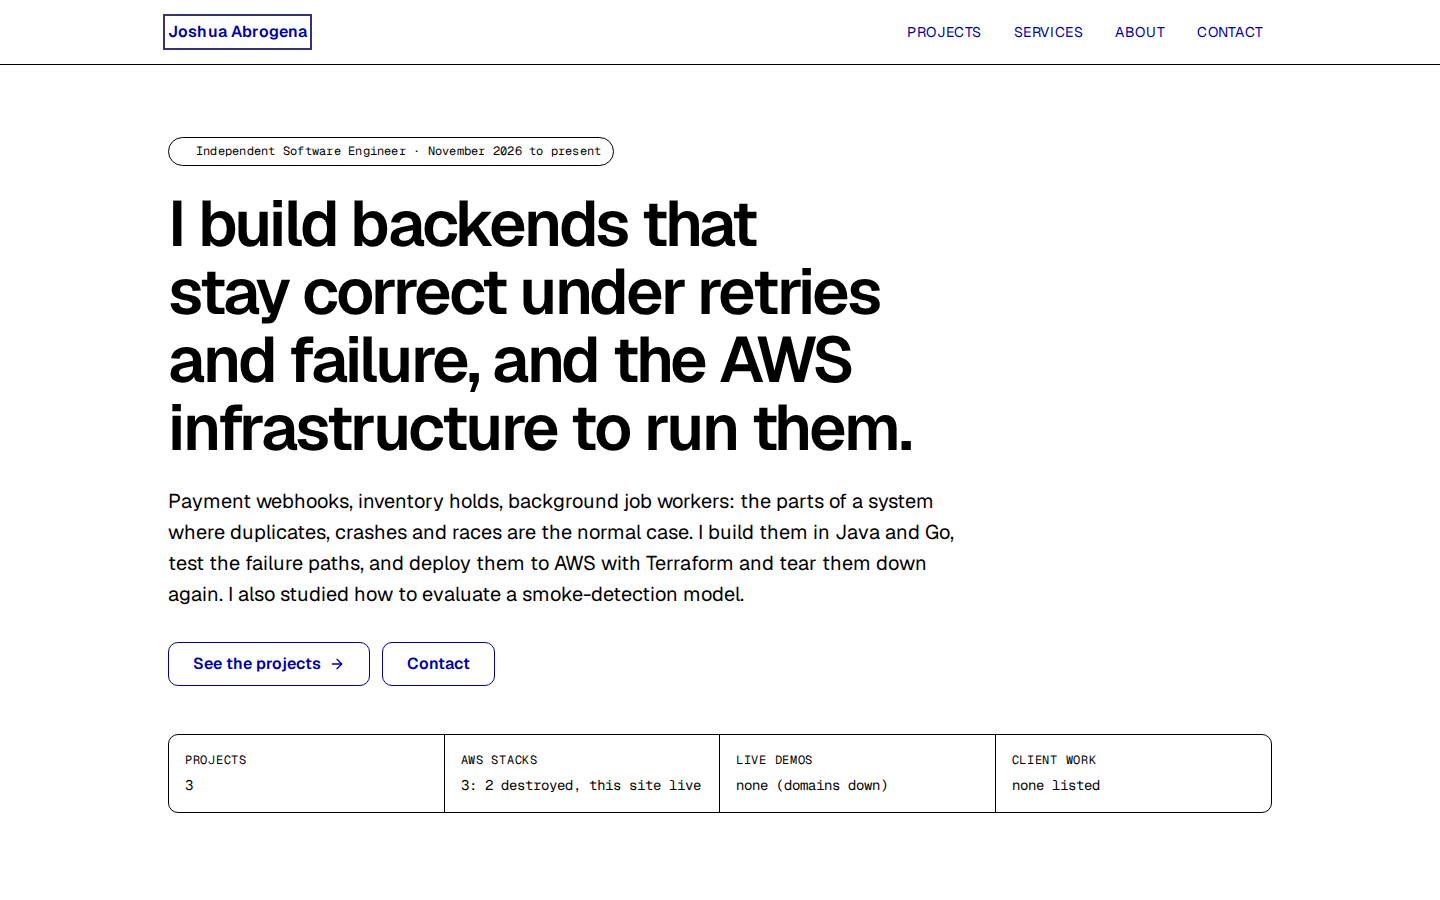 Joshua Abrogena
PROJECTS SERVICES ABOUT CONTACT
Independent Software Engineer · November 2026 to present
I build backends that
stay correct under retries
and failure, and the AWS
infrastructure to run them.
Payment webhooks, inventory holds, background job workers: the parts of a system
where duplicates, crashes and races are the normal case. I build them in Java and Go,
test the failure paths, and deploy them to AWS with Terraform and tear them down
again. I also studied how to evaluate a smoke-detection model.
See the projects →
Contact
PROJECTS
3
AWS STACKS
3: 2 destroyed, this site live
LIVE DEMOS
none (domains down)
CLIENT WORK
none listed